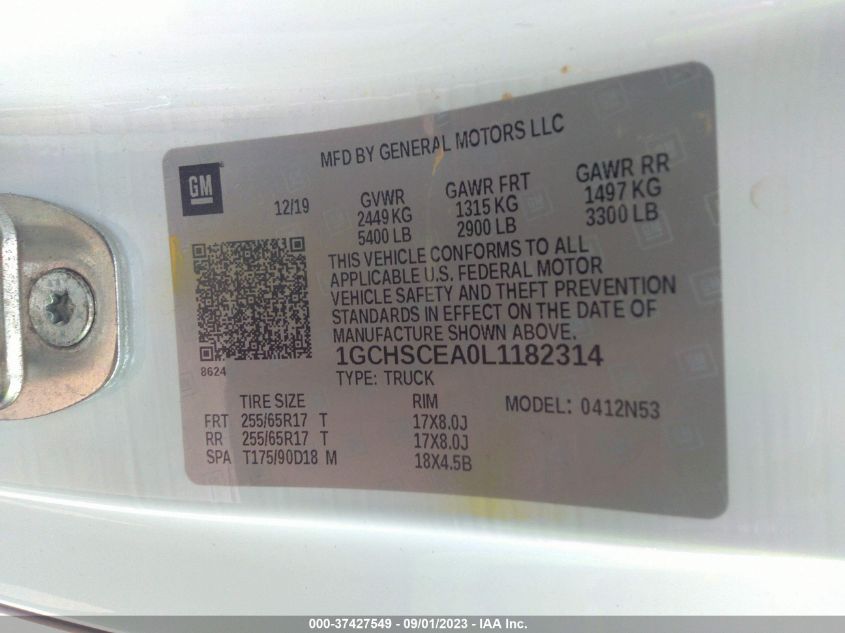 MFD BY GENERAL MOTORS LLC
GM
12/19
GVWR GAWR FRT GAWR RR
2449 KG 1315 KG 1497 KG
5400 LB 2900 LB 3300 LB
THIS VEHICLE CONFORMS TO ALL
APPLICABLE U.S. FEDERAL MOTOR
VEHICLE SAFETY AND THEFT PREVENTION
STANDARDS IN EFFECT ON THE DATE OF
MANUFACTURE SHOWN ABOVE.
8624
1GCHSCEA0L1182314
TYPE: TRUCK
TIRE SIZE RIM MODEL: 0412N53
FRT 255/65R17 T 17X8.0J
RR 255/65R17 T 17X8.0J
SPA T175/90D18 M 18X4.5B
000-37427549 - 09/01/2023 - IAA Inc.